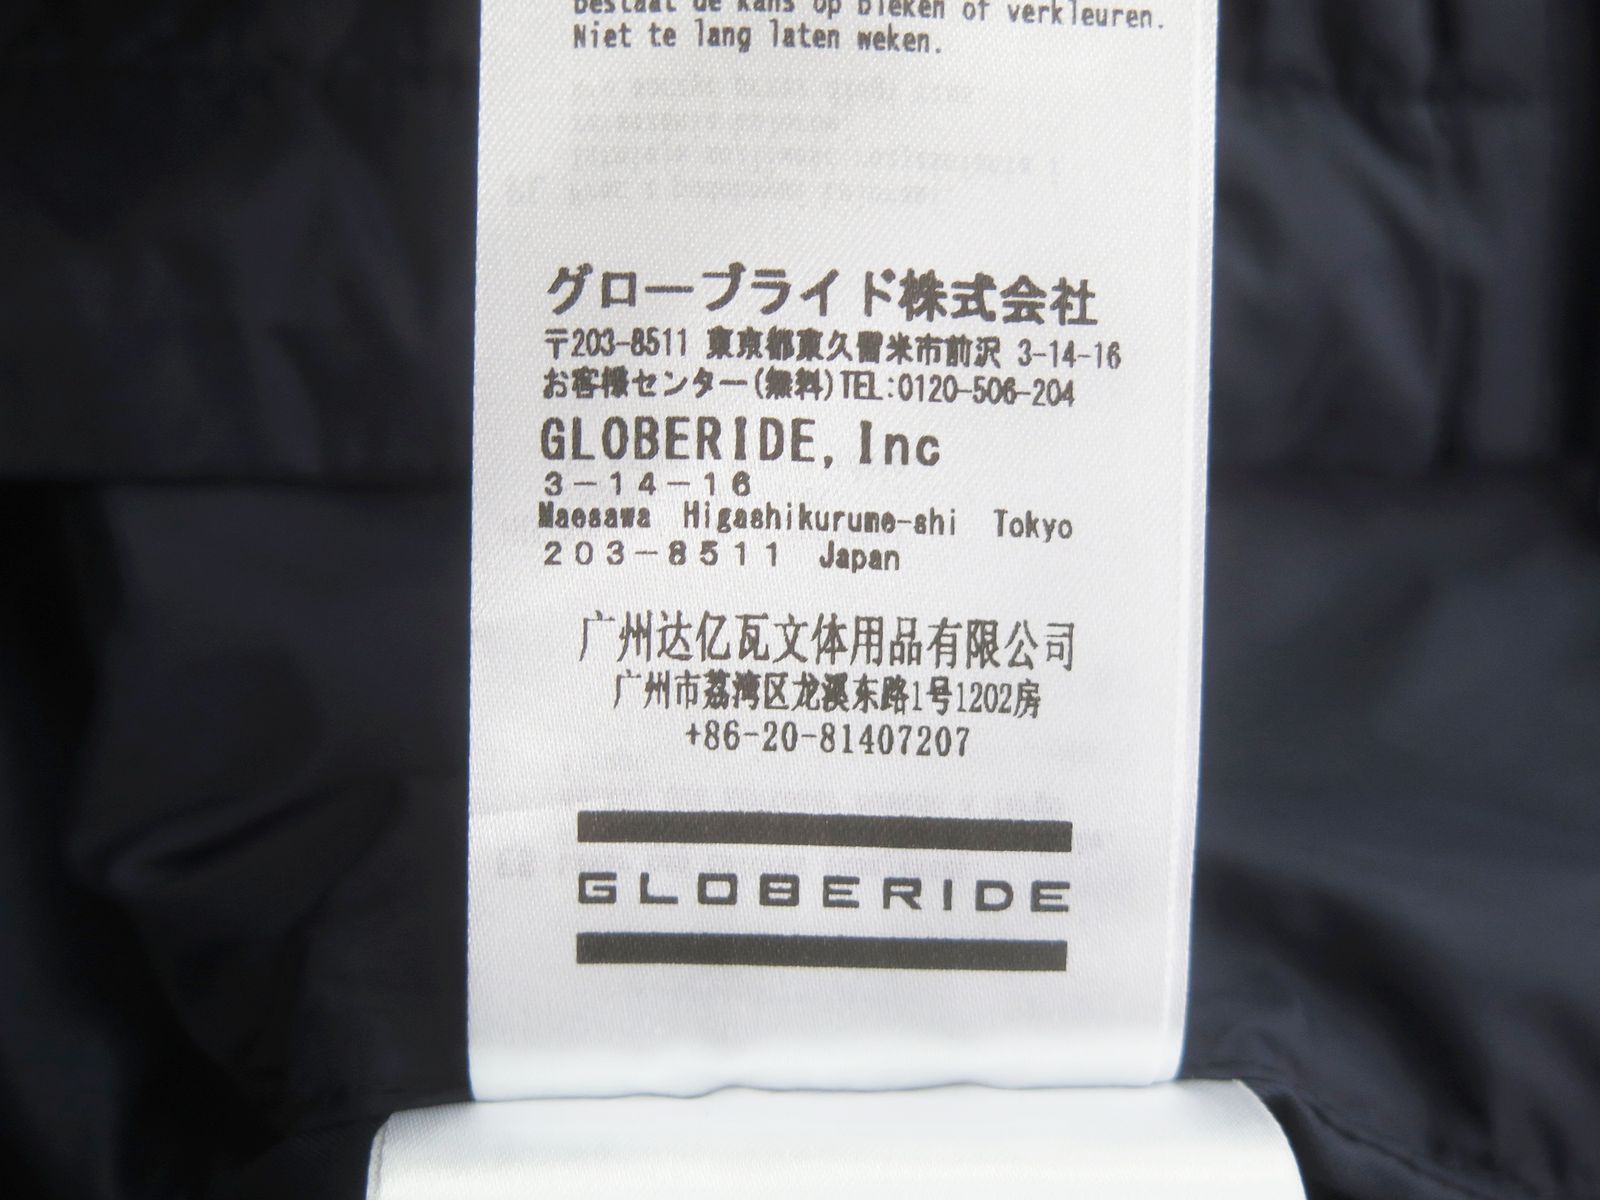 Bestaat de kans op bleken of verkleuren.
Niet te lang laten weken.
グローブライド株式会社
〒203-8511 東京都東久留米市前沢 3-14-16
お客様センター(無料)TEL:0120-506-204
GLOBERIDE, Inc
3-14-16
Maesawa Higashikurume-shi Tokyo
203-8511 Japan
广州达亿瓦文体用品有限公司
广州市荔湾区龙溪东路1号1202房
+86-20-81407207
GLOBERIDE